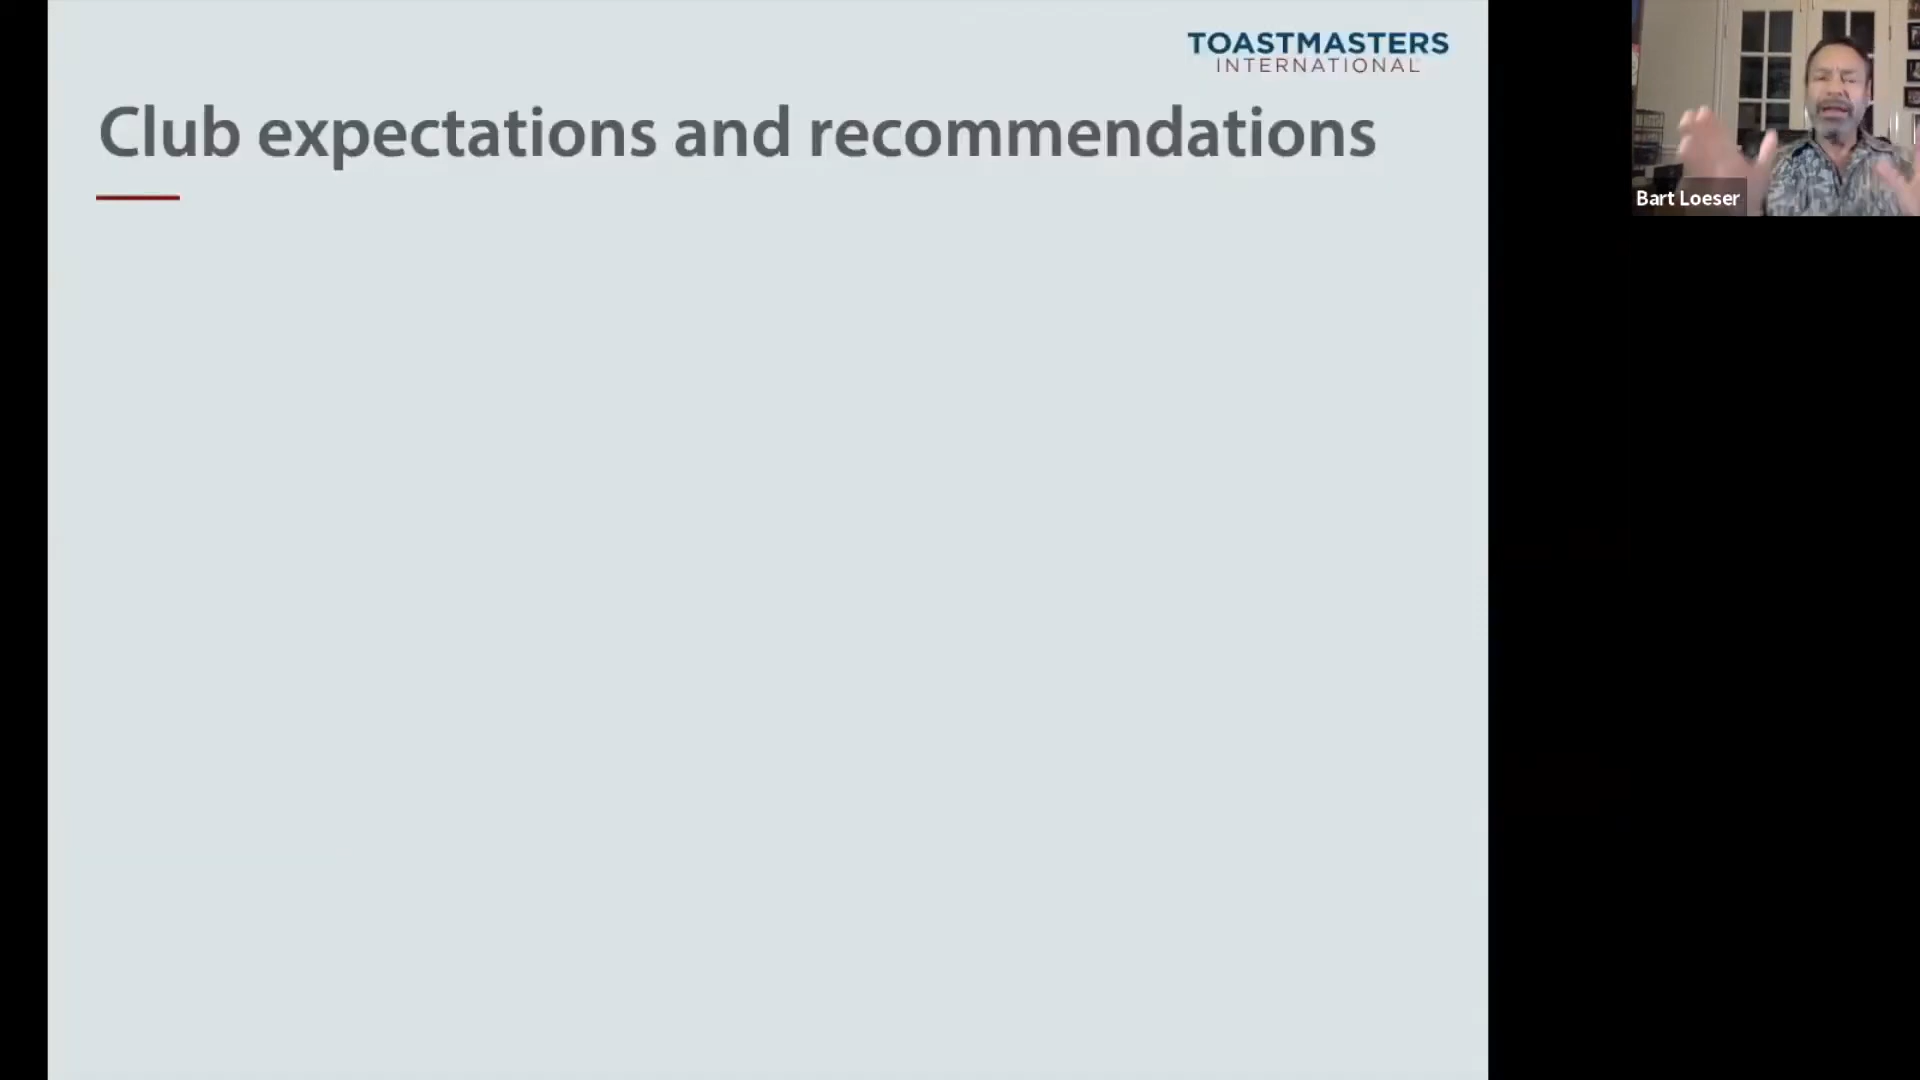 TOASTMASTERS
INTERNATIONAL
Club expectations and recommendations
Bart Loeser